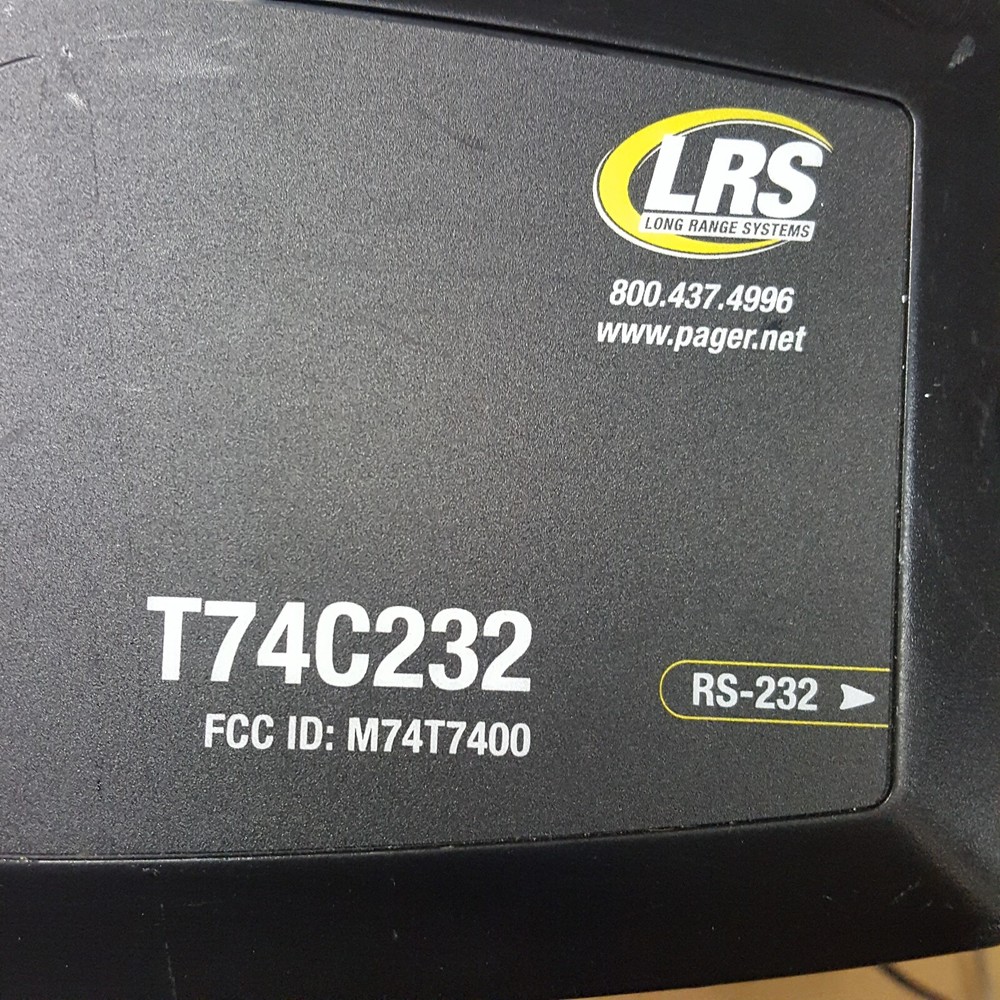 LRS
LONG RANGE SYSTEMS
800.437.4996
www.pager.net
T74C232
FCC ID: M74T7400
RS-232